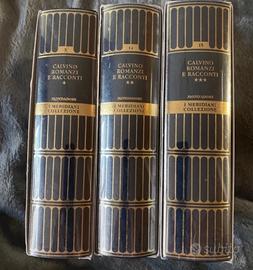 CALVINO
ROMANZI
E RACCONTI
*
MONDADORI
I MERIDIANI
COLLEZIONE
CALVINO
ROMANZI
E RACCONTI
**
MONDADORI
I MERIDIANI
COLLEZIONE
CALVINO
ROMANZI
E RACCONTI
***
MONDADORI
I MERIDIANI
COLLEZIONE
subito